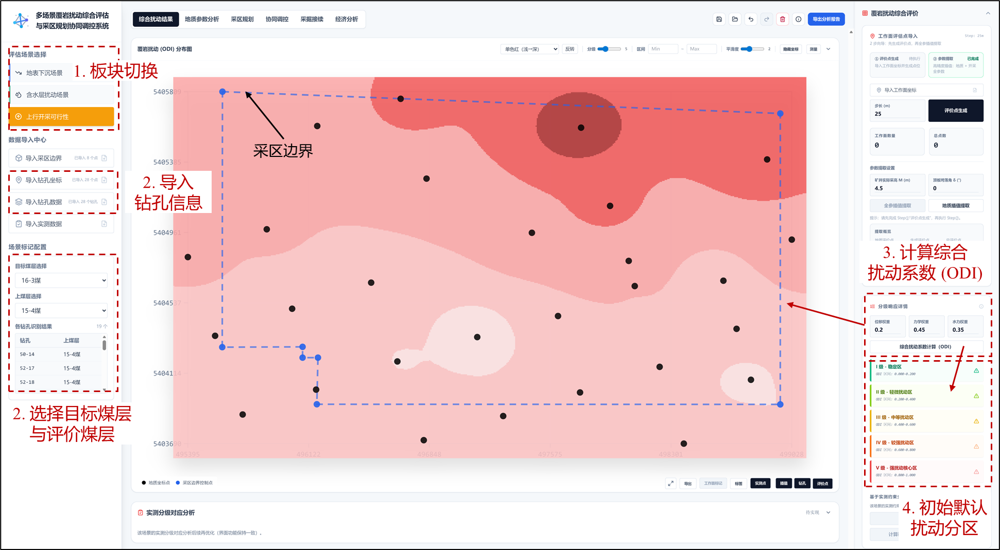 多场景覆岩扰动综合评估
与采区规划协同调控系统
评估场景选择
地表下沉场景
含水层扰动场景
上行开采可行性
1. 板块切换
数据导入中心
导入采区边界 已导入 8 个点
导入钻孔坐标 已导入 28 个点
导入钻孔数据 已导入 28 个钻孔
导入实测数据
2. 导入
钻孔信息
场景标记配置
目标煤层选择
16-3煤
上煤层选择
15-4煤
各钻孔识别结果 19 个
钻孔 上煤层
50-14 15-4煤
52-17 15-4煤
52-18 15-4煤
2. 选择目标煤层
与评价煤层
综合扰动结果 地质参数分析 采区规划 协同调控 采掘接续 经济分析
导出分析报告
覆岩扰动 (ODI) 分布图
单色红（浅→深） 反转 分级 5 区间 Min – Max 平滑度 2 隐藏坐标 测量
采区边界
5405809
5405385
5404961
5404537
5404114
5403690
495395 496122 496848 497575 498301 499028
地质坐标点 采区边界控制点
导出 工作面标记 标签 实测点 插值 钻孔 评价点
实测分级对应分析 待实现
该场景的实测分级对应分析后续再优化（界面功能保持一致）。
覆岩扰动综合评价
工作面评估点导入 Step: 25m
2 步向导：先生成评价点，再全参插值提取
① 评价点生成 待执行
导入工作面坐标并生成点位
② 参数提取 已完成
高精度插值：地质 + 开采
全参数
导入工作面坐标
步长 (m)
25
评价点生成
工作面数量
0
总点数
0
参数提取设置
矿井实际采高 M (m)
4.5
顶板垮落角 δ (°)
0
全参插值提取 地质插值提取
提示：请先完成 Step①“评价点生成”，再执行 Step②。
提取概览
3. 计算综合
扰动系数 (ODI)
分级响应详情
位移权重 力学权重 水力权重
0.2 0.45 0.35
综合扰动系数计算（ODI）
I 级 - 稳定区
ODI 区间: 0.000-0.200
II 级 - 轻微扰动区
ODI 区间: 0.200-0.400
III 级 - 中等扰动区
ODI 区间: 0.400-0.600
IV 级 - 较强扰动区
ODI 区间: 0.600-0.800
V 级 - 强扰动核心区
ODI 区间: 0.800-1.000
基于实测约束
该场景的实测约束
计算
4. 初始默认
扰动分区